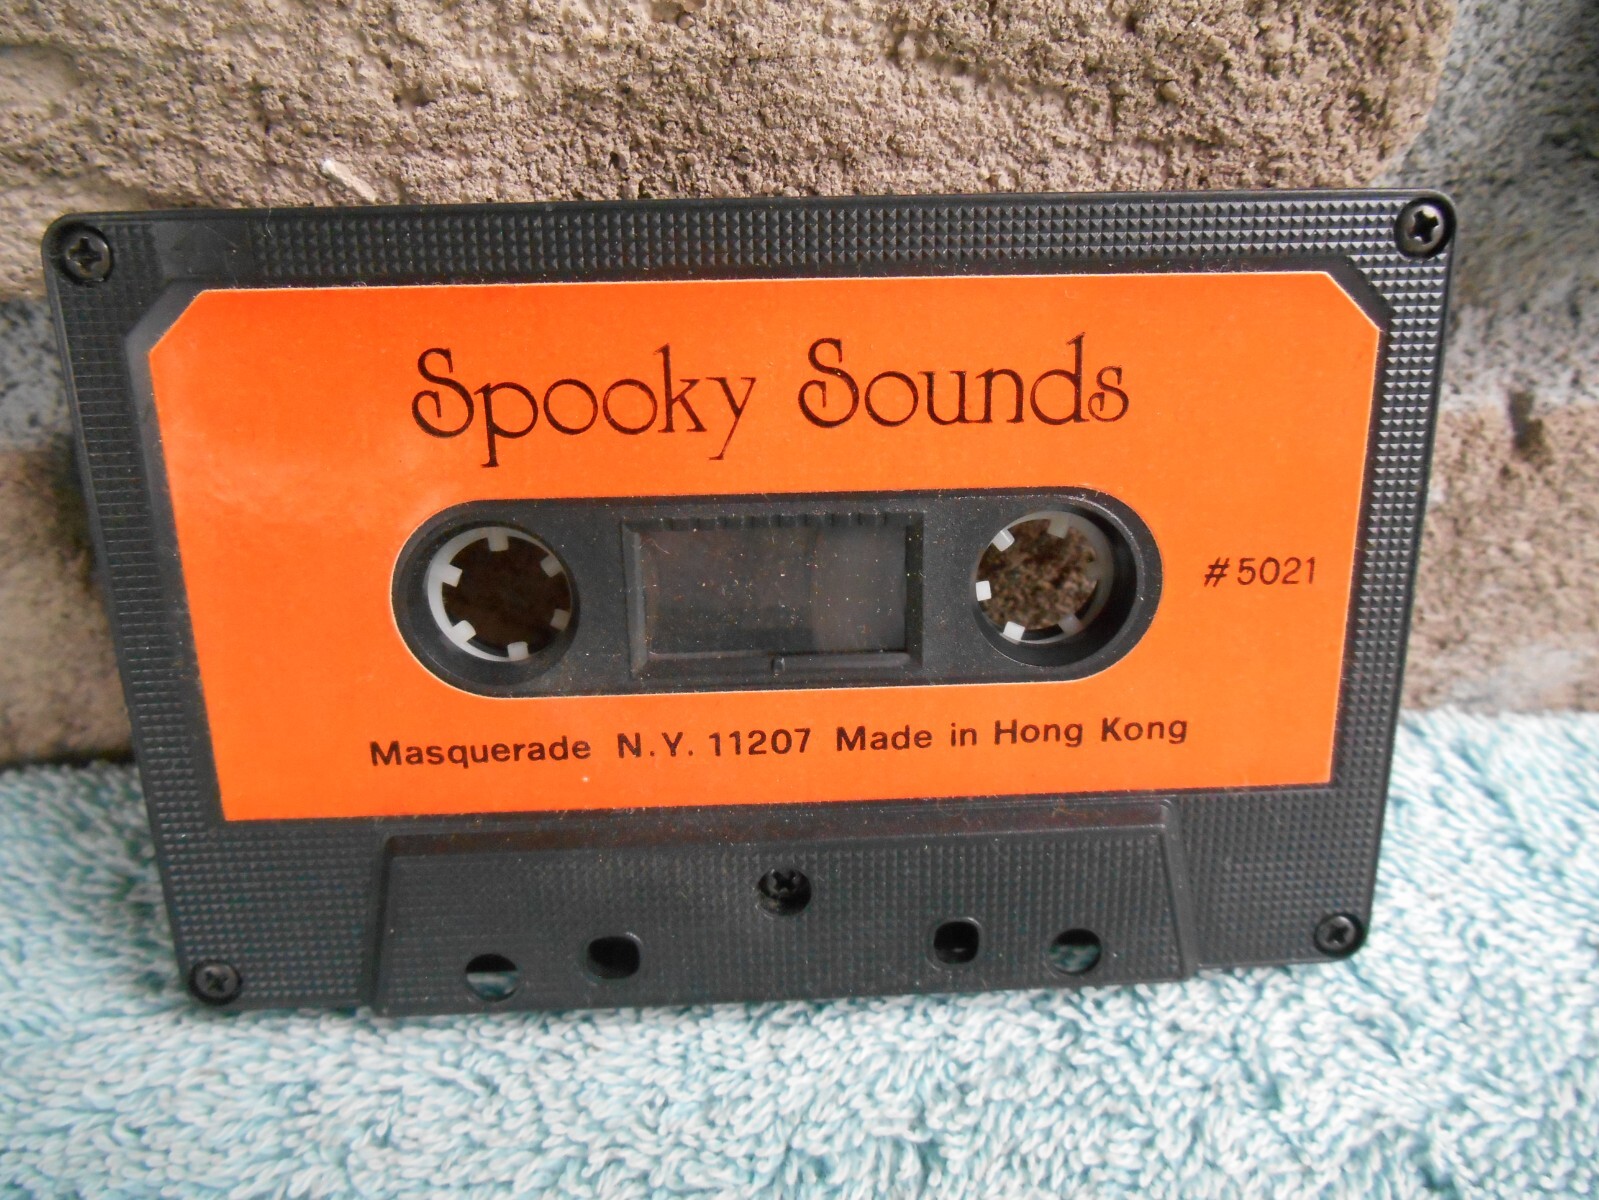 Spooky Sounds
#5021
Masquerade N.Y. 11207 Made in Hong Kong